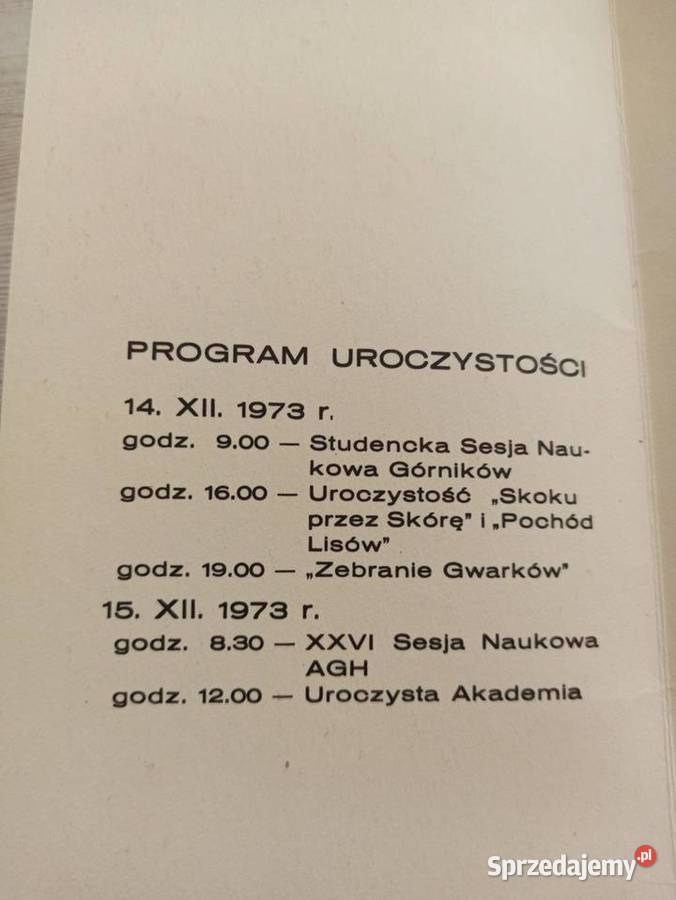 PROGRAM UROCZYSTOŚCI
14. XII. 1973 r.
godz. 9.00 — Studencka Sesja Nau-
kowa Górników
godz. 16.00 — Uroczystość „Skoku
przez Skórę" i „Pochód
Lisów"
godz. 19.00 — „Zebranie Gwarków"
15. XII. 1973 r.
godz. 8.30 — XXVI Sesja Naukowa
AGH
godz. 12.00 — Uroczysta Akademia
Sprzedajemy.pl